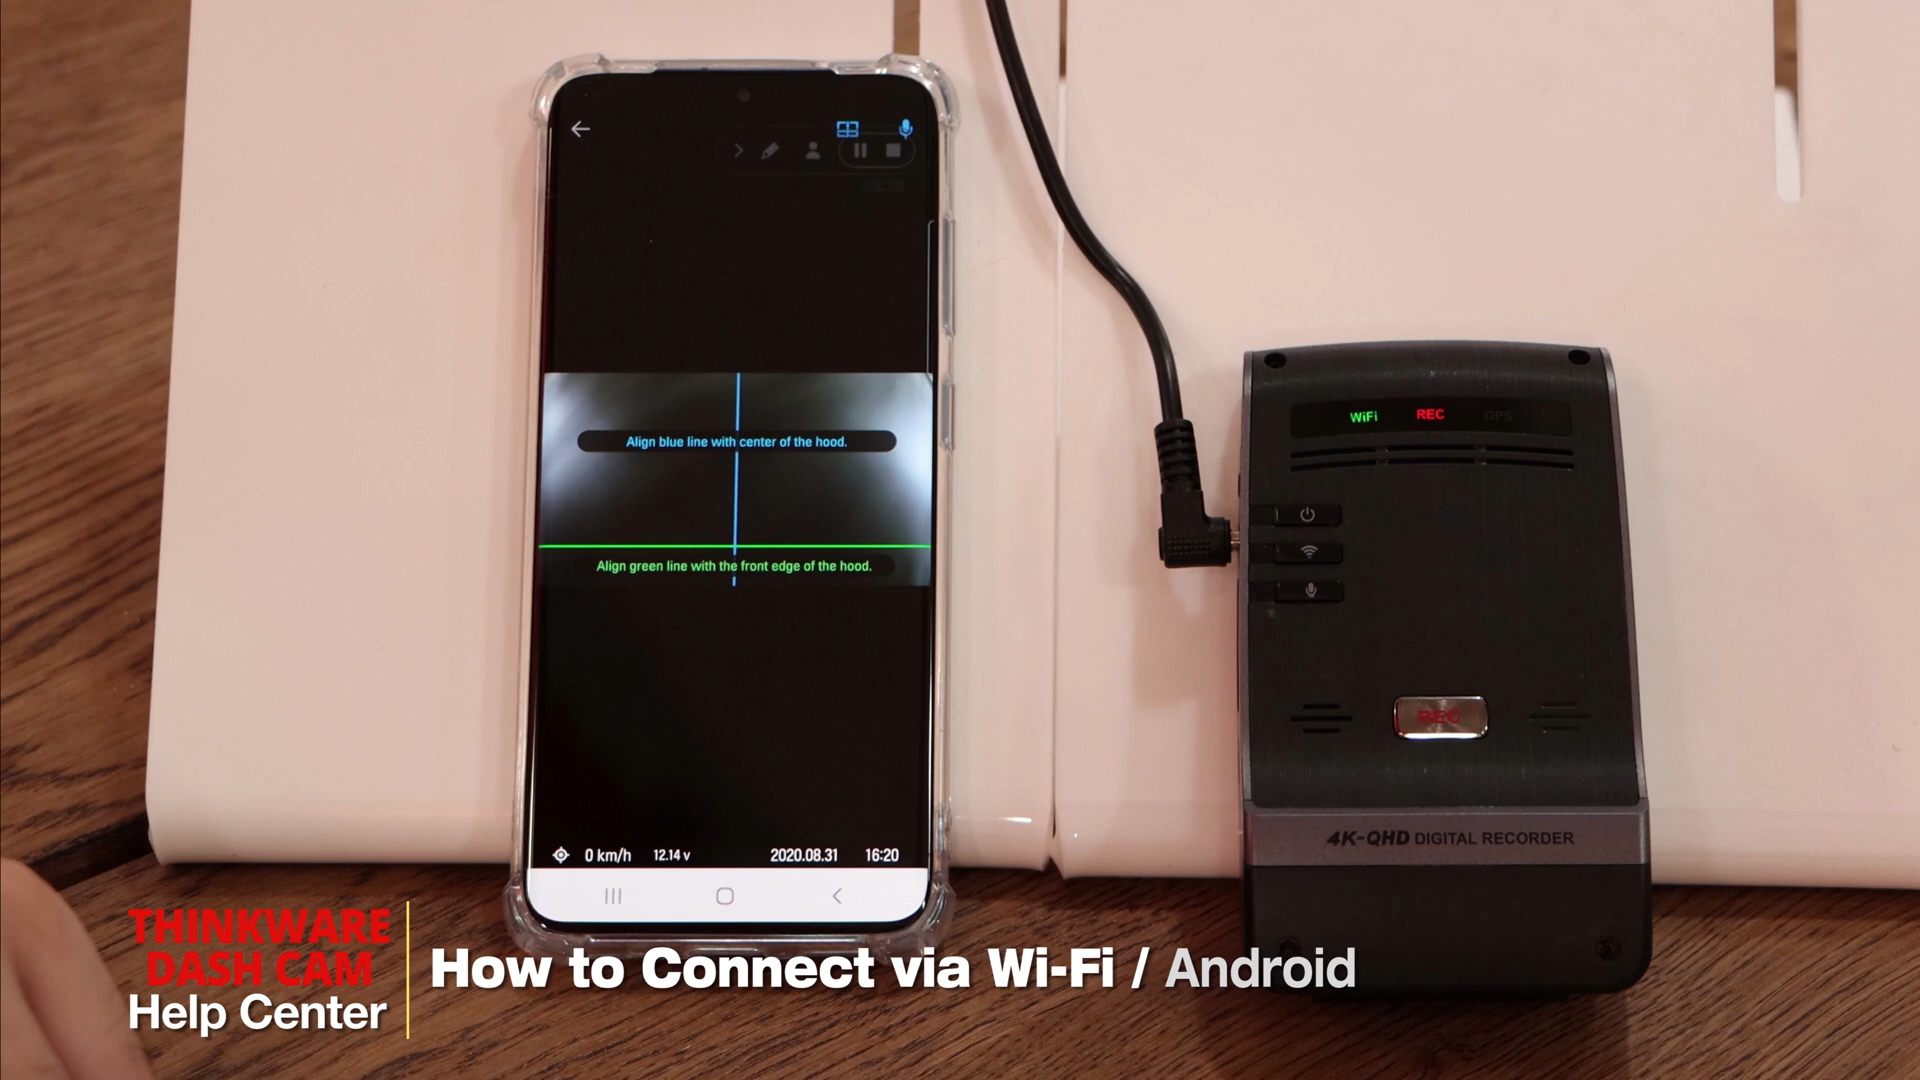 Align blue line with center of the hood.
Align green line with the front edge of the hood.
0 km/h 12.14 v 2020.08.31 16:20
WiFi REC GPS
REC
4K-QHD DIGITAL RECORDER
THINKWARE
DASH CAM
Help Center
How to Connect via Wi-Fi / Android